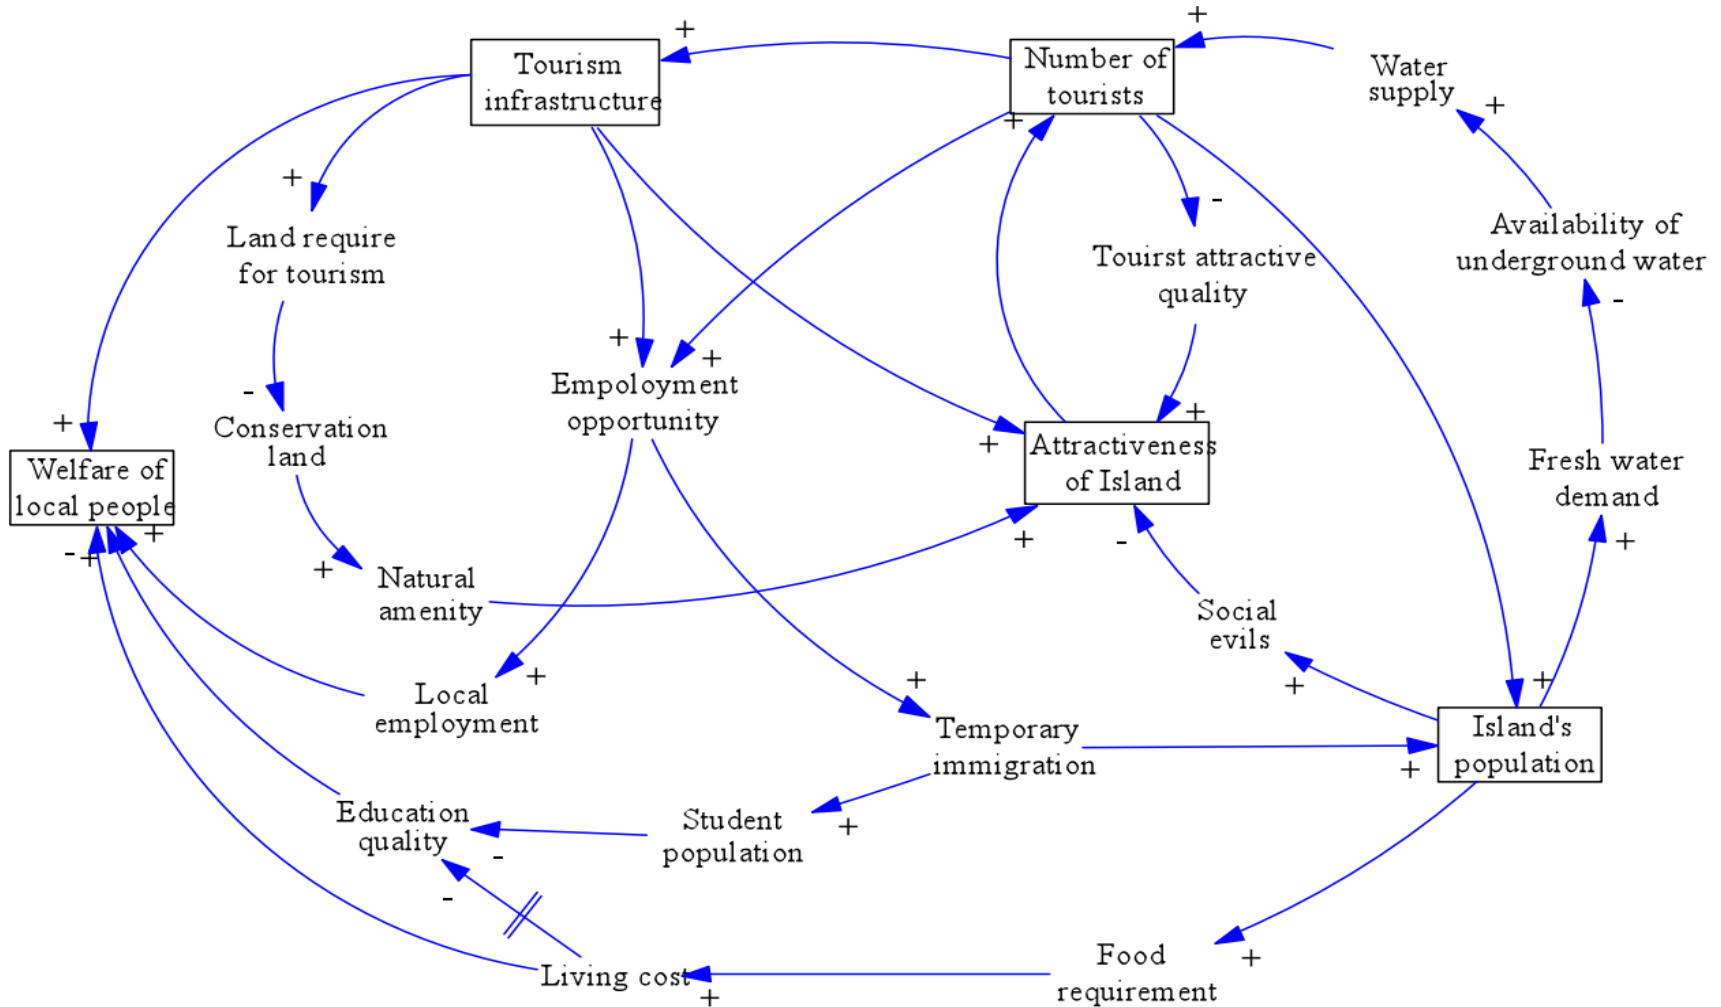 Tourism
infrastructure
+
Number of
tourists
+
+
Water
supply
+
Availability of
underground water
-
Fresh water
demand
+
+
Land require
for tourism
-
Conservation
land
+
Natural
amenity
+
+
Empoloyment
opportunity
-
Touirst attractive
quality
+
+
Attractiveness
of Island
+
-
+
Welfare of
local people
-
+
+
Local
employment
+
+
Temporary
immigration
Social
evils
+
+
Island's
population
+
Education
quality
-
-
Student
population
+
Living cost
+
Food
requirement
+